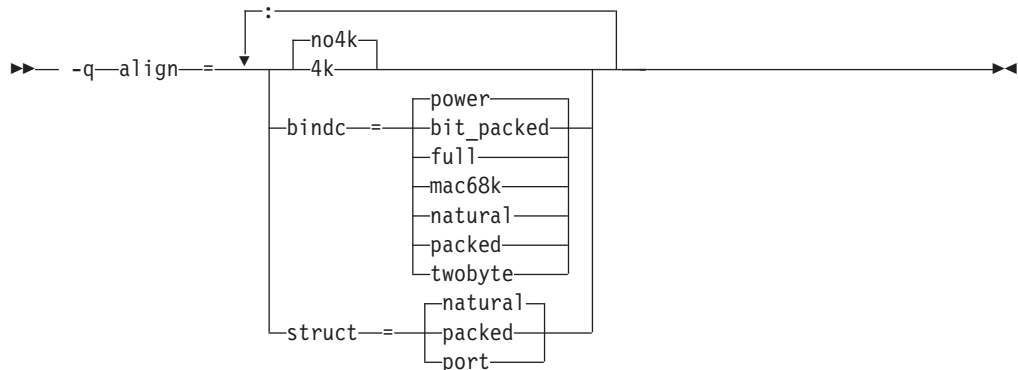 :
no4k
-q align = 4k
power
bindc = bit_packed
full
mac68k
natural
packed
twobyte
natural
struct = packed
port